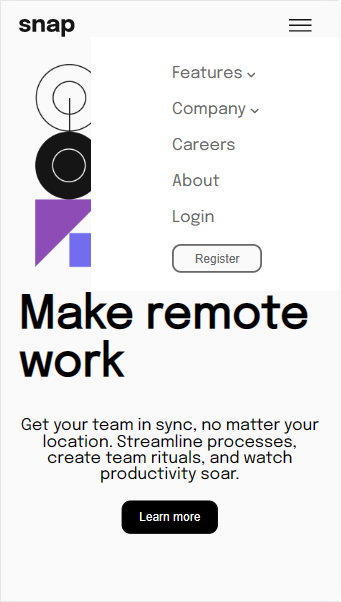 snap
Features
Company
Careers
About
Login
Register
Make remote
work
Get your team in sync, no matter your
location. Streamline processes,
create team rituals, and watch
productivity soar.
Learn more